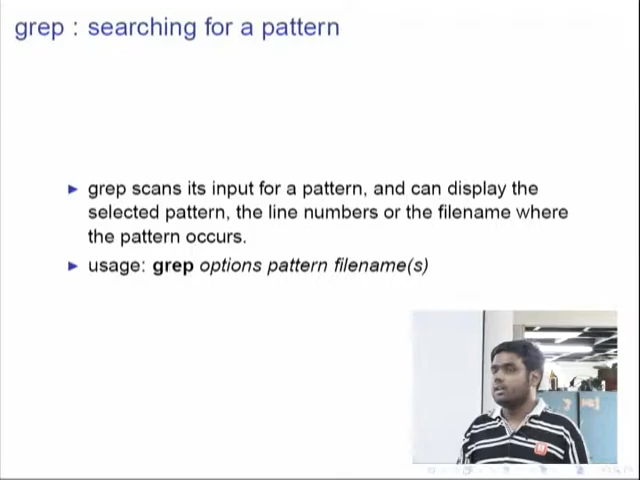 grep : searching for a pattern
► grep scans its input for a pattern, and can display the
selected pattern, the line numbers or the filename where
the pattern occurs.
► usage: grep options pattern filename(s)